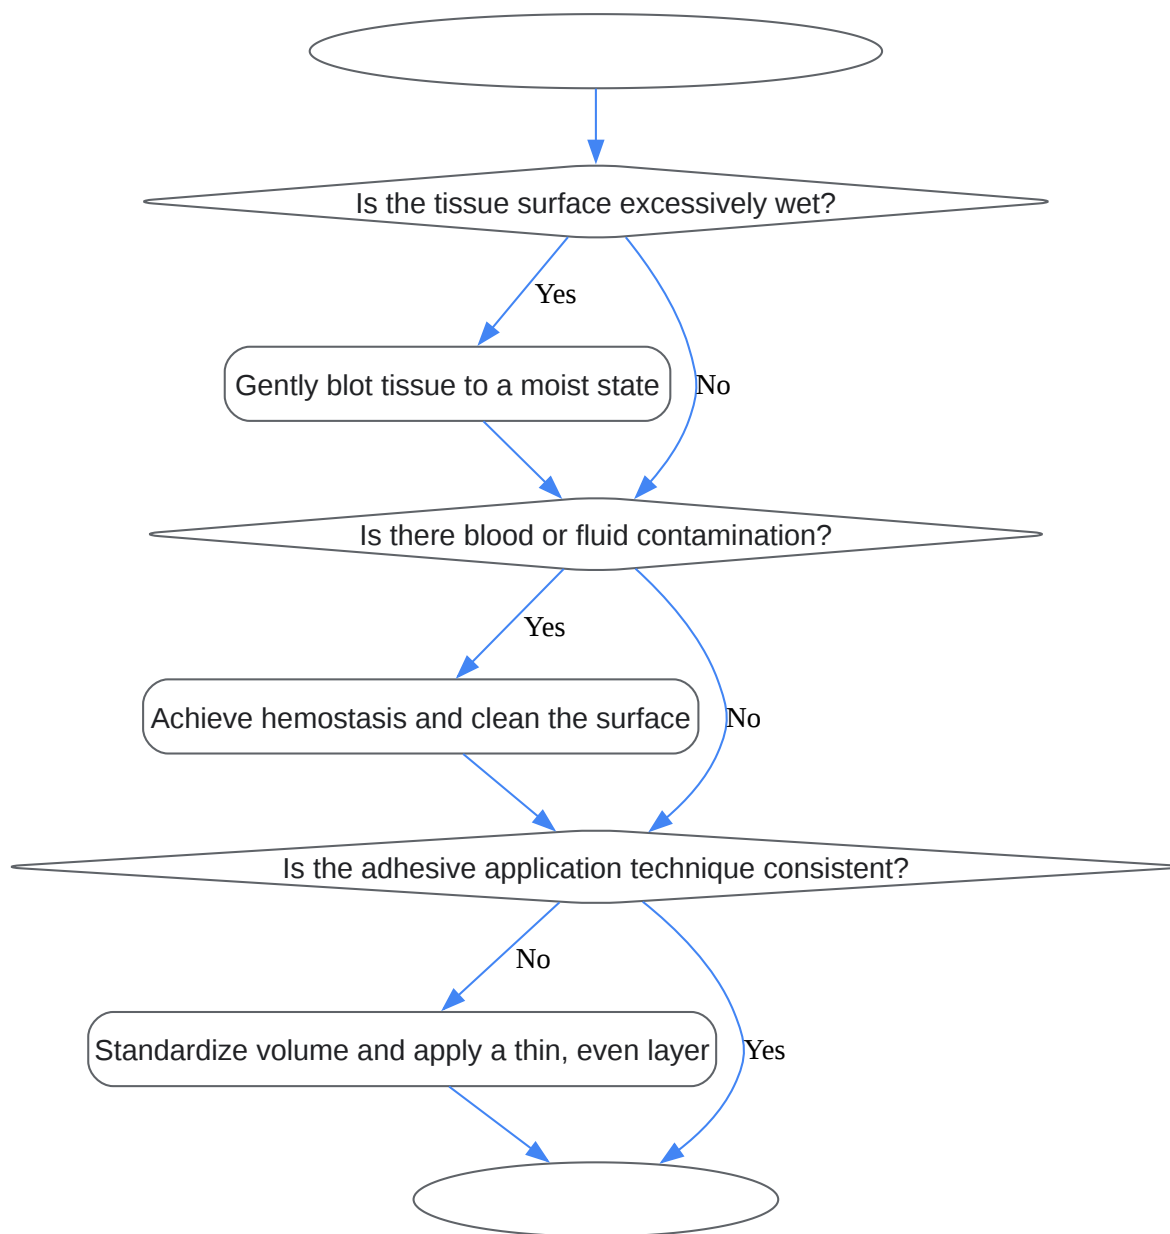 Is the tissue surface excessively wet?
Yes
Gently blot tissue to a moist state
No
Is there blood or fluid contamination?
Yes
Achieve hemostasis and clean the surface
No
Is the adhesive application technique consistent?
No
Standardize volume and apply a thin, even layer
Yes